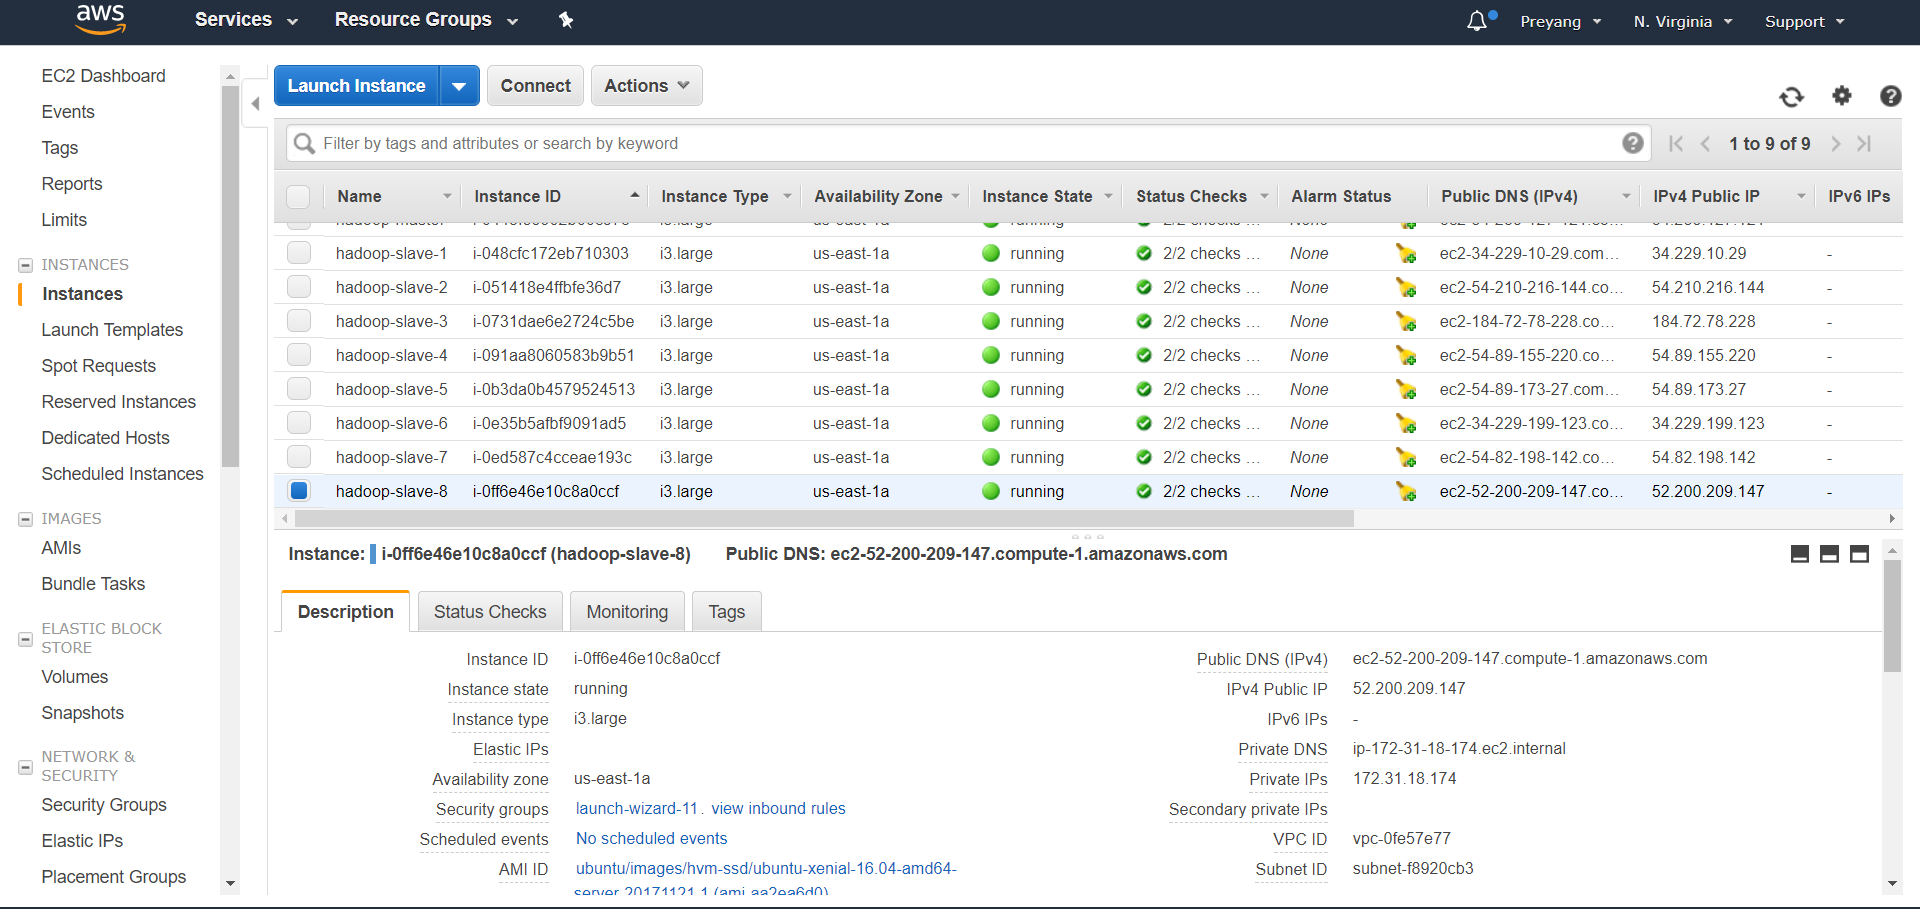 aws Services Resource Groups Preyang N. Virginia Support
EC2 Dashboard
Events
Tags
Reports
Limits
INSTANCES
Instances
Launch Templates
Spot Requests
Reserved Instances
Dedicated Hosts
Scheduled Instances
IMAGES
AMIs
Bundle Tasks
ELASTIC BLOCK
STORE
Volumes
Snapshots
NETWORK &
SECURITY
Security Groups
Elastic IPs
Placement Groups
Launch Instance Connect Actions
Filter by tags and attributes or search by keyword 1 to 9 of 9
Name Instance ID Instance Type Availability Zone Instance State Status Checks Alarm Status Public DNS (IPv4) IPv4 Public IP IPv6 IPs
hadoop-slave-1 i-048cfc172eb710303 i3.large us-east-1a running 2/2 checks ... None ec2-34-229-10-29.com... 34.229.10.29 -
hadoop-slave-2 i-051418e4ffbfe36d7 i3.large us-east-1a running 2/2 checks ... None ec2-54-210-216-144.co... 54.210.216.144 -
hadoop-slave-3 i-0731dae6e2724c5be i3.large us-east-1a running 2/2 checks ... None ec2-184-72-78-228.co... 184.72.78.228 -
hadoop-slave-4 i-091aa8060583b9b51 i3.large us-east-1a running 2/2 checks ... None ec2-54-89-155-220.co... 54.89.155.220 -
hadoop-slave-5 i-0b3da0b4579524513 i3.large us-east-1a running 2/2 checks ... None ec2-54-89-173-27.com... 54.89.173.27 -
hadoop-slave-6 i-0e35b5afbf9091ad5 i3.large us-east-1a running 2/2 checks ... None ec2-34-229-199-123.co... 34.229.199.123 -
hadoop-slave-7 i-0ed587c4cceae193c i3.large us-east-1a running 2/2 checks ... None ec2-54-82-198-142.co... 54.82.198.142 -
hadoop-slave-8 i-0ff6e46e10c8a0ccf i3.large us-east-1a running 2/2 checks ... None ec2-52-200-209-147.co... 52.200.209.147 -
Instance: i-0ff6e46e10c8a0ccf (hadoop-slave-8) Public DNS: ec2-52-200-209-147.compute-1.amazonaws.com
Description Status Checks Monitoring Tags
Instance ID i-0ff6e46e10c8a0ccf
Instance state running
Instance type i3.large
Elastic IPs
Availability zone us-east-1a
Security groups launch-wizard-11. view inbound rules
Scheduled events No scheduled events
AMI ID ubuntu/images/hvm-ssd/ubuntu-xenial-16.04-amd64-
server-20171121.1 (ami-aa2ea6d0)
Public DNS (IPv4) ec2-52-200-209-147.compute-1.amazonaws.com
IPv4 Public IP 52.200.209.147
IPv6 IPs -
Private DNS ip-172-31-18-174.ec2.internal
Private IPs 172.31.18.174
Secondary private IPs
VPC ID vpc-0fe57e77
Subnet ID subnet-f8920cb3